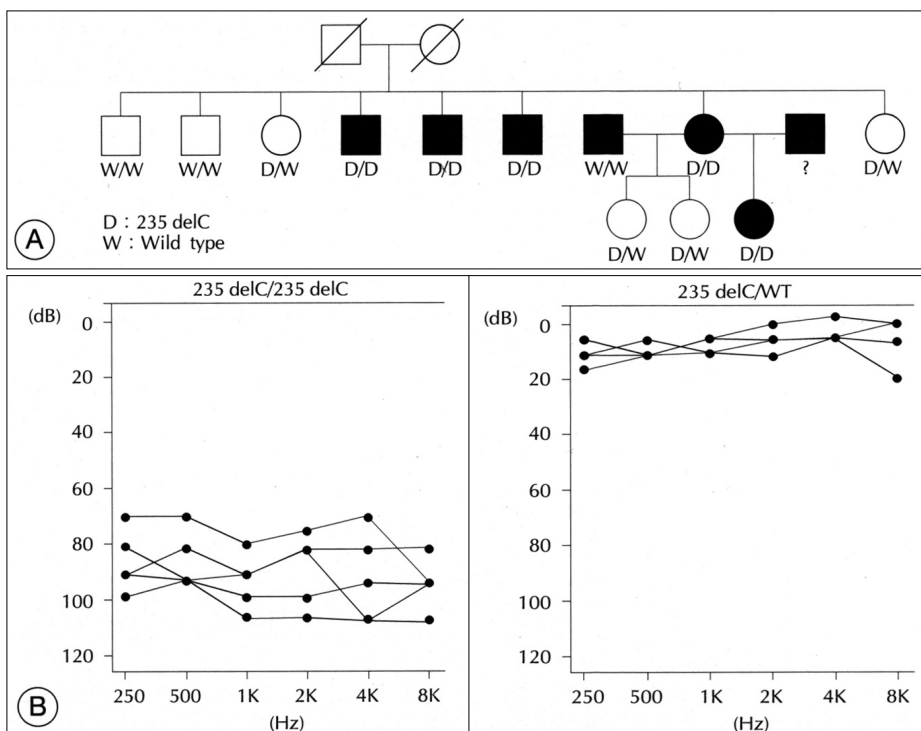 W/W W/W D/W D/D D/D D/D W/W D/D ? D/W
D : 235 delC
W : Wild type
D/W D/W D/D
A
235 delC/235 delC
(dB)
0
20
40
60
80
100
120
250 500 1K 2K 4K 8K
(Hz)
B
235 delC/WT
(dB)
0
20
40
60
80
100
120
250 500 1K 2K 4K 8K
(Hz)